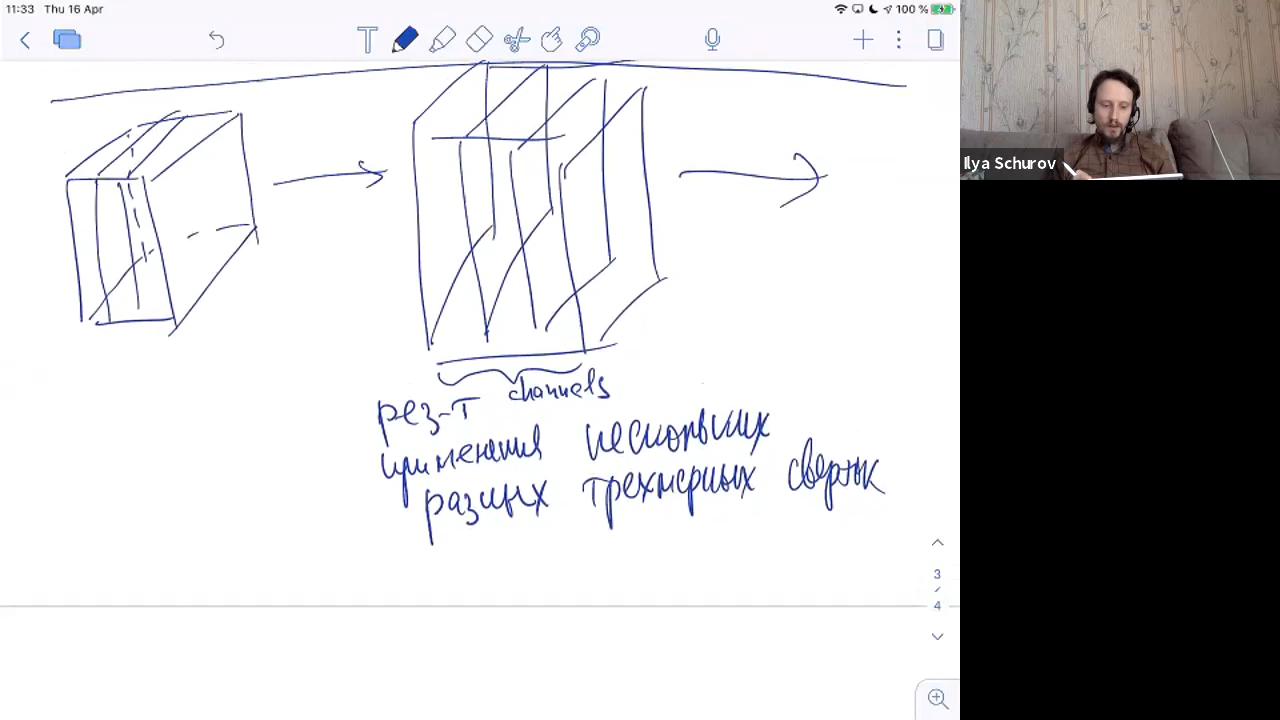 11:33 Thu 16 Apr
100 %
T
Ilya Schurov
channels
рез-т
применения нескольких
разных трехмерных сверток
3
4